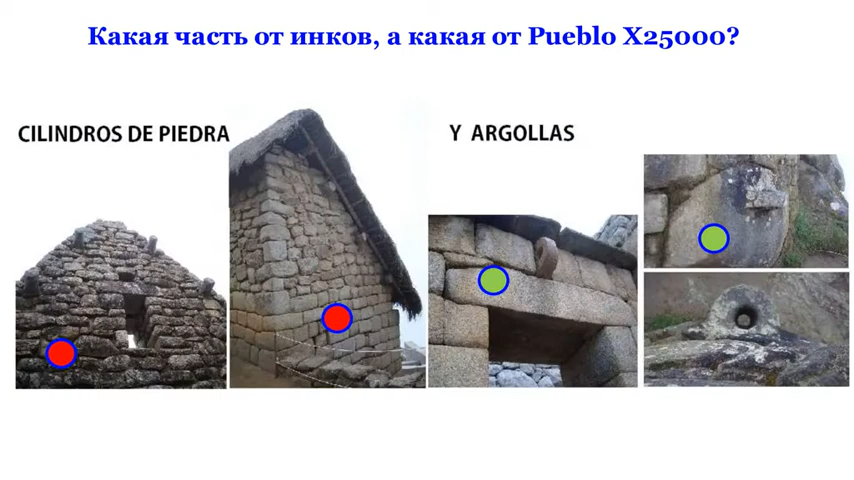 Какая часть от инков, а какая от Pueblo X25000?
CILINDROS DE PIEDRA
Y ARGOLLAS